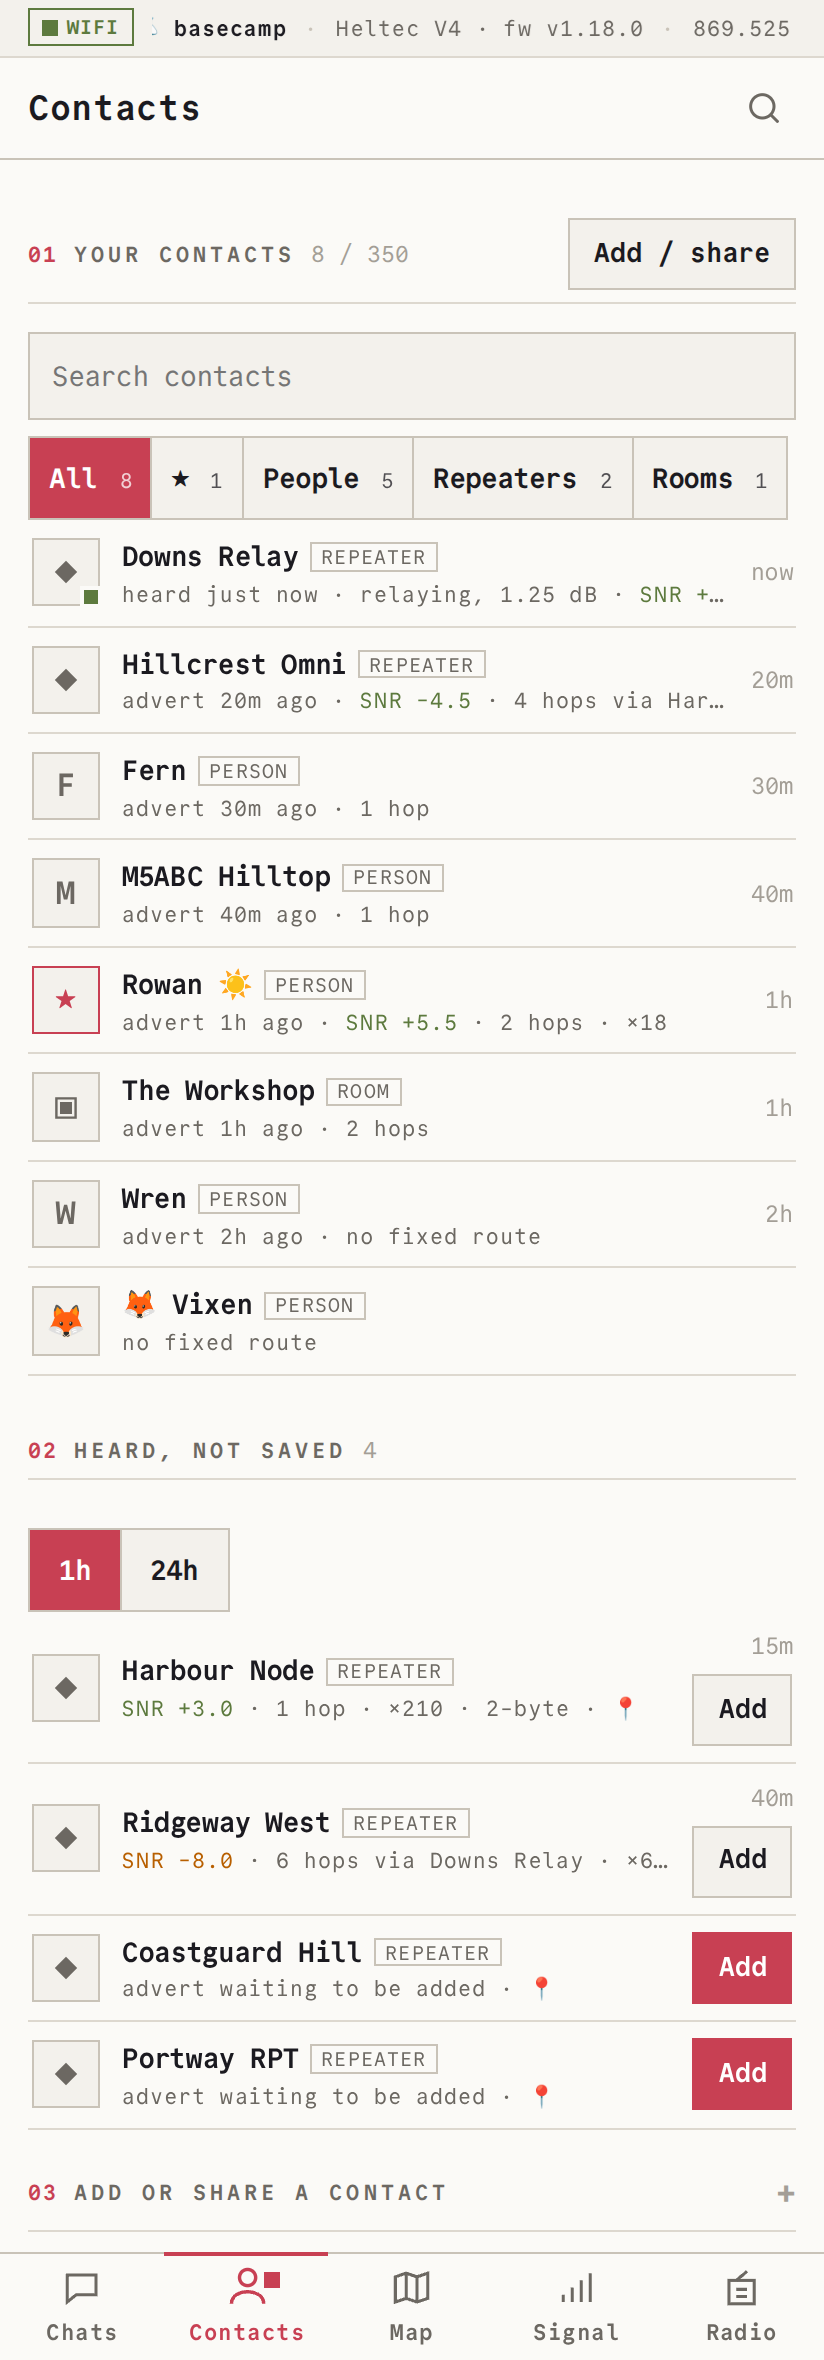 WIFI basecamp · Heltec V4 · fw v1.18.0 · 869.525
Contacts
01 YOUR CONTACTS 8 / 350 Add / share
Search contacts
All 8 ★ 1 People 5 Repeaters 2 Rooms 1
Downs Relay REPEATER now
heard just now · relaying, 1.25 dB · SNR +…
Hillcrest Omni REPEATER 20m
advert 20m ago · SNR -4.5 · 4 hops via Har…
F Fern PERSON 30m
advert 30m ago · 1 hop
M M5ABC Hilltop PERSON 40m
advert 40m ago · 1 hop
★ Rowan ☀️ PERSON 1h
advert 1h ago · SNR +5.5 · 2 hops · ×18
The Workshop ROOM 1h
advert 1h ago · 2 hops
W Wren PERSON 2h
advert 2h ago · no fixed route
🦊 🦊 Vixen PERSON
no fixed route
02 HEARD, NOT SAVED 4
1h 24h
15m
Harbour Node REPEATER
SNR +3.0 · 1 hop · ×210 · 2-byte · 📍 Add
40m
Ridgeway West REPEATER
SNR -8.0 · 6 hops via Downs Relay · ×6… Add
Coastguard Hill REPEATER
advert waiting to be added · 📍 Add
Portway RPT REPEATER
advert waiting to be added · 📍 Add
03 ADD OR SHARE A CONTACT +
Chats Contacts Map Signal Radio